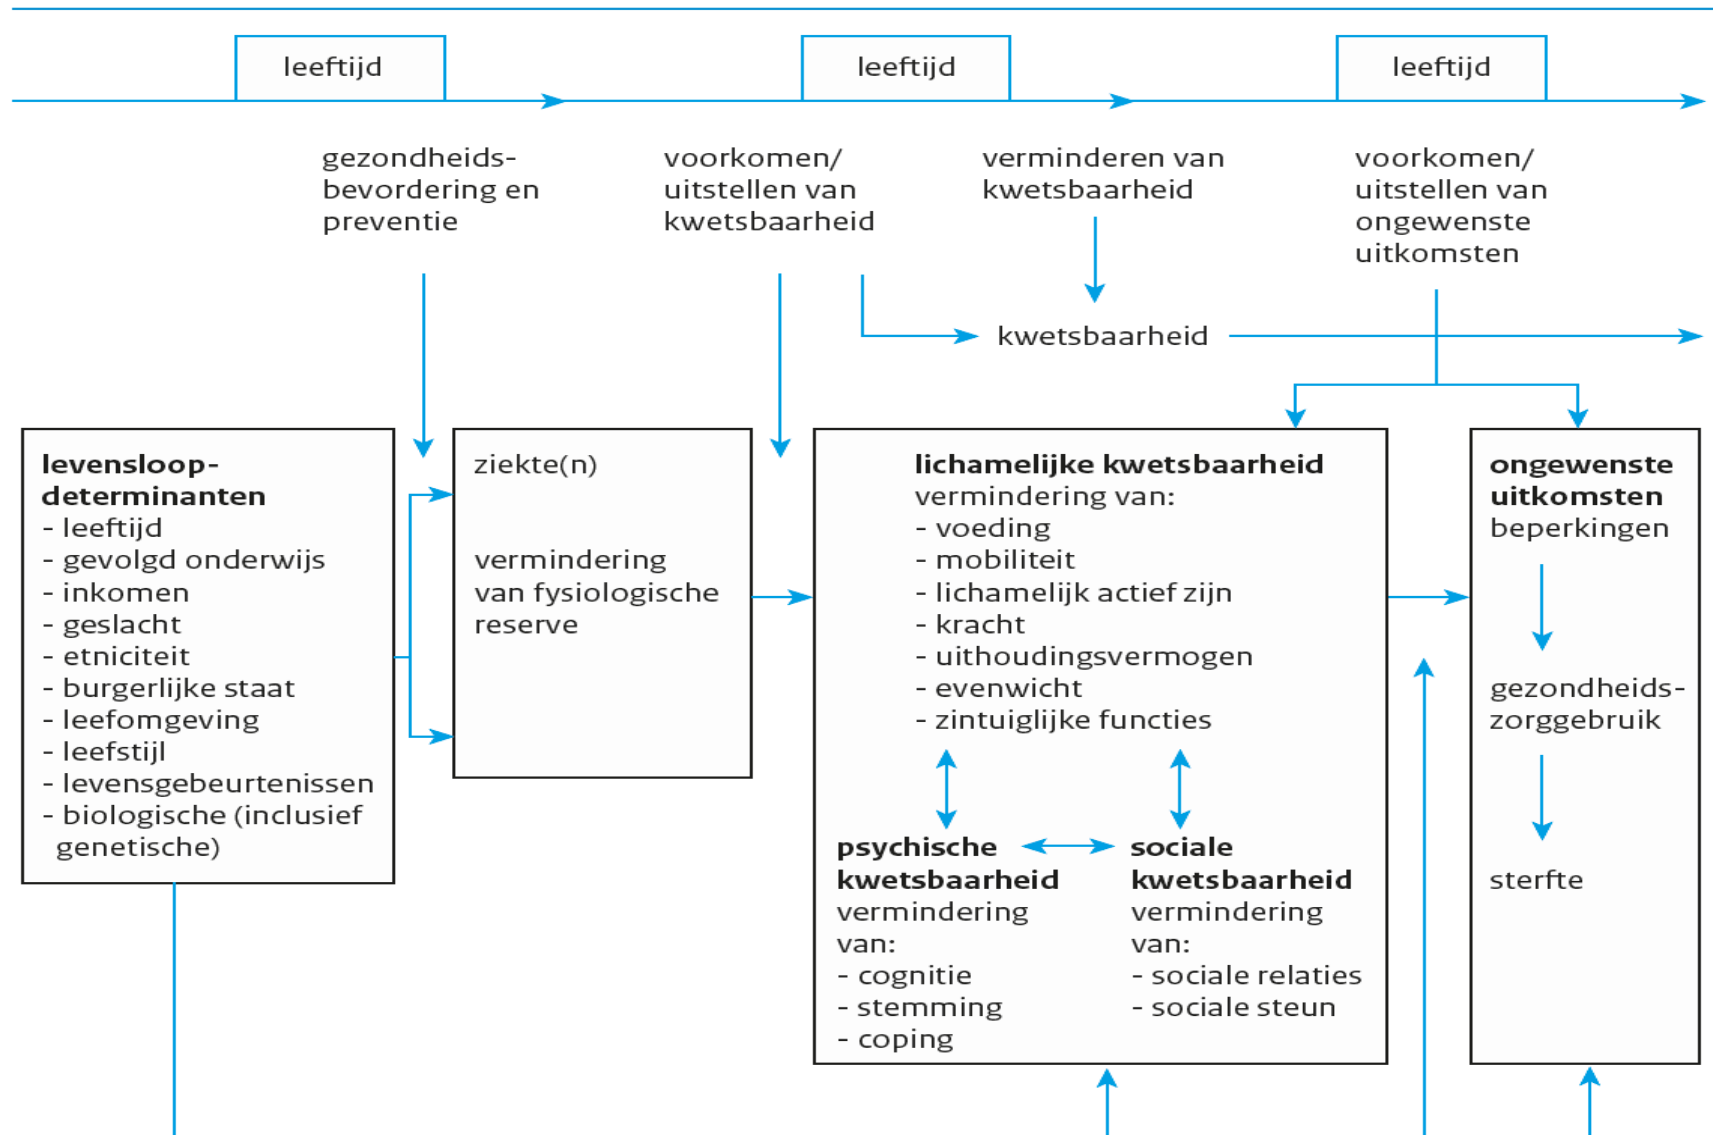 leeftijd
leeftijd
leeftijd
gezondheids-
bevordering en
preventie
voorkomen/
uitstellen van
kwetsbaarheid
verminderen van
kwetsbaarheid
voorkomen/
uitstellen van
ongewenste
uitkomsten
kwetsbaarheid
levensloop-
determinanten
- leeftijd
- gevolgd onderwijs
- inkomen
- geslacht
- etniciteit
- burgerlijke staat
- leefomgeving
- leefstijl
- levensgebeurtenissen
- biologische (inclusief
genetische)
ziekte(n)
vermindering
van fysiologische
reserve
lichamelijke kwetsbaarheid
vermindering van:
- voeding
- mobiliteit
- lichamelijk actief zijn
- kracht
- uithoudingsvermogen
- evenwicht
- zintuiglijke functies
psychische
kwetsbaarheid
vermindering
van:
- cognitie
- stemming
- coping
sociale
kwetsbaarheid
vermindering
van:
- sociale relaties
- sociale steun
ongewenste
uitkomsten
beperkingen
gezondheids-
zorggebruik
sterfte